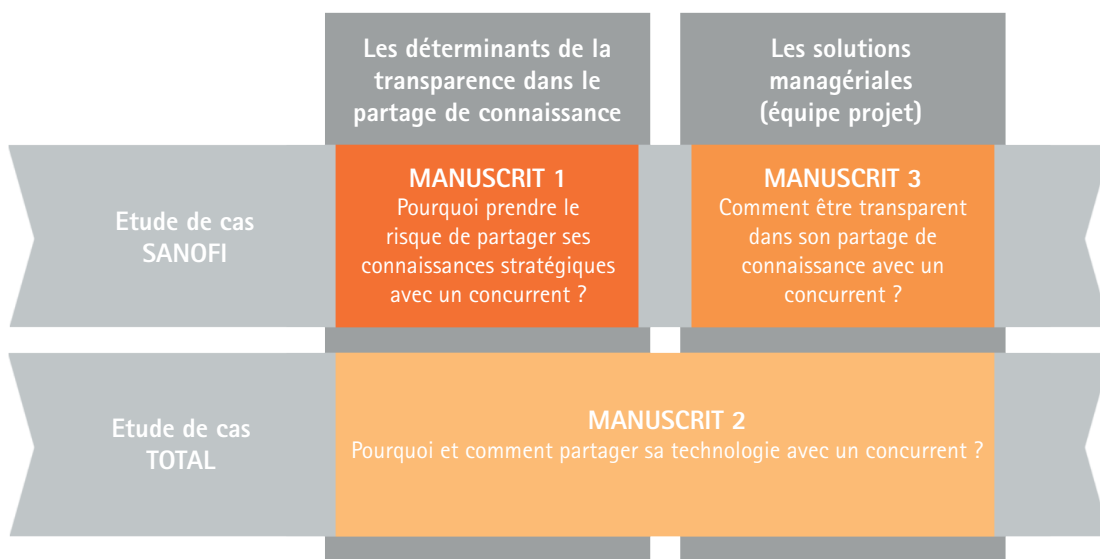 Les déterminants de la
transparence dans le
partage de connaissance
Les solutions
managériales
(équipe projet)
Etude de cas
SANOFI
MANUSCRIT 1
Pourquoi prendre le
risque de partager ses
connaissances stratégiques
avec un concurrent ?
MANUSCRIT 3
Comment être transparent
dans son partage de
connaissance avec un
concurrent ?
Etude de cas
TOTAL
MANUSCRIT 2
Pourquoi et comment partager sa technologie avec un concurrent ?